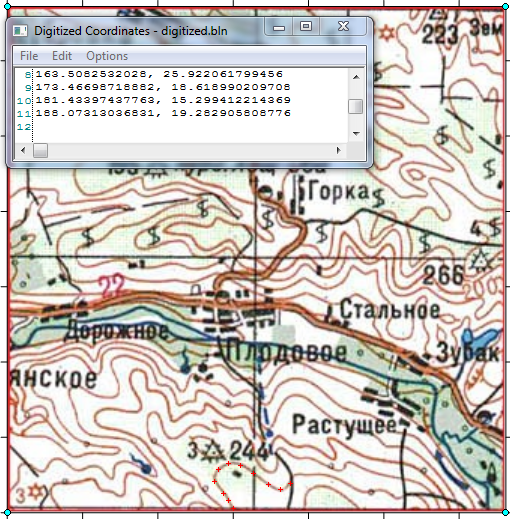 Digitized Coordinates - digitized.bln
File Edit Options
8 163.5082532028, 25.922061799456
9 173.46698718882, 18.618990209708
10 181.43397437763, 15.299412214369
11 188.07313036831, 19.282905808776
12
223
Зем
Горка
4
266
22
Стальное
Дорожное
Плодовое
Зубак
янское
Растущее
3 244
3